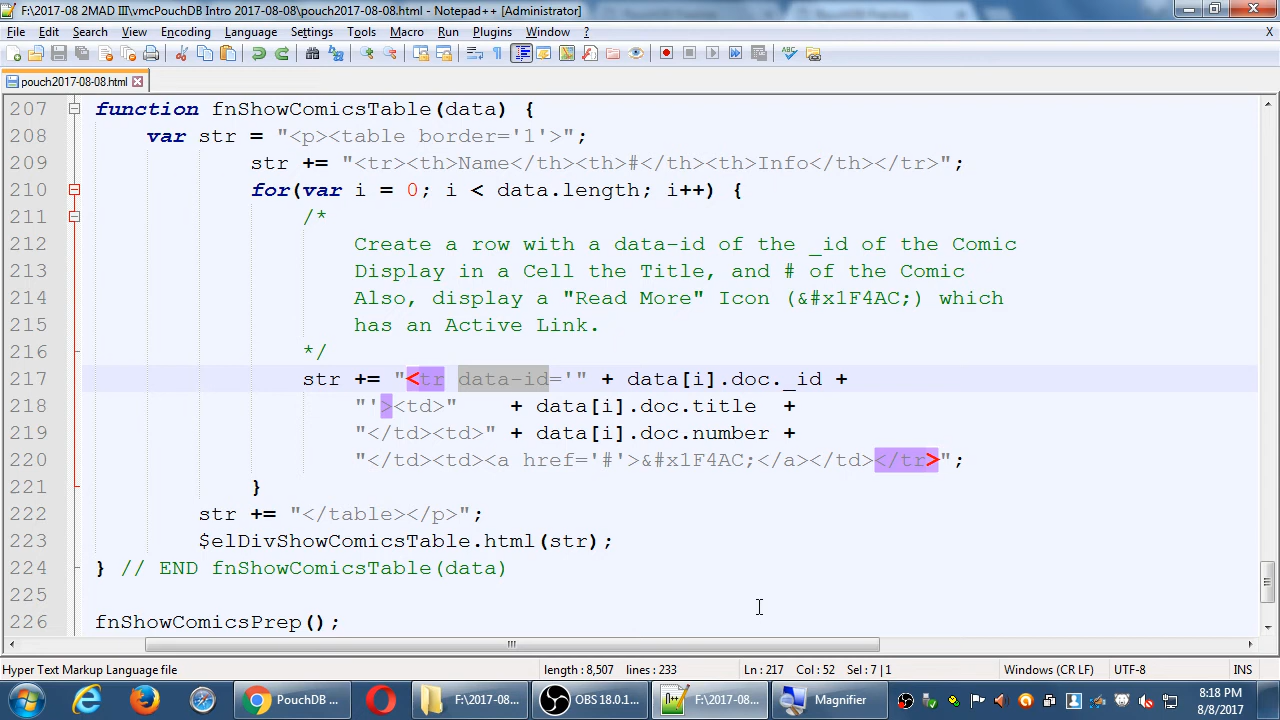 F:\2017-08 2MAD III\vmcPouchDB Intro 2017-08-08\pouch2017-08-08.html - Notepad++ [Administrator]
File Edit Search View Encoding Language Settings Tools Macro Run Plugins Window ? X
pouch2017-08-08.html
207 function fnShowComicsTable(data) {
208 var str = "<p><table border='1'>";
209 str += "<tr><th>Name</th><th>#</th><th>Info</th></tr>";
210 for(var i = 0; i < data.length; i++) {
211 /*
212 Create a row with a data-id of the _id of the Comic
213 Display in a Cell the Title, and # of the Comic
214 Also, display a "Read More" Icon (&#x1F4AC;) which
215 has an Active Link.
216 */
217 str += "<tr data-id='" + data[i].doc._id +
218 "'><td>" + data[i].doc.title +
219 "</td><td>" + data[i].doc.number +
220 "</td><td><a href='#'>&#x1F4AC;</a></td></tr>";
221 }
222 str += "</table></p>";
223 $elDivShowComicsTable.html(str);
224 } // END fnShowComicsTable(data)
225
226 fnShowComicsPrep();
Hyper Text Markup Language file length : 8,507 lines : 233 Ln : 217 Col : 52 Sel : 7 | 1 Windows (CR LF) UTF-8 INS
PouchDB ... F:\2017-08... OBS 18.0.1... F:\2017-08... Magnifier 8:18 PM
8/8/2017